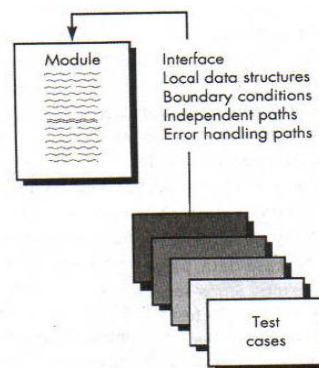 Module
Interface
Local data structures
Boundary conditions
Independent paths
Error handling paths
Test
cases